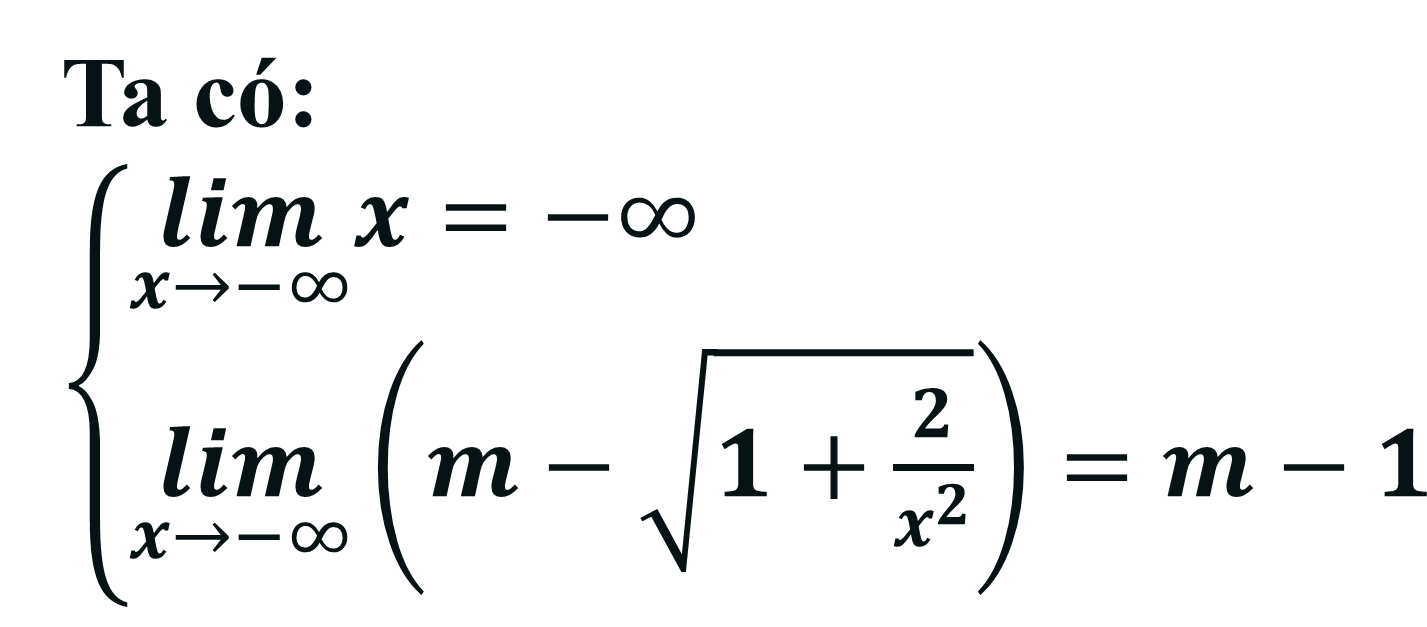 Ta có:
lim x = −∞
x→−∞
lim (m − √(1 + 2/x²)) = m − 1
x→−∞